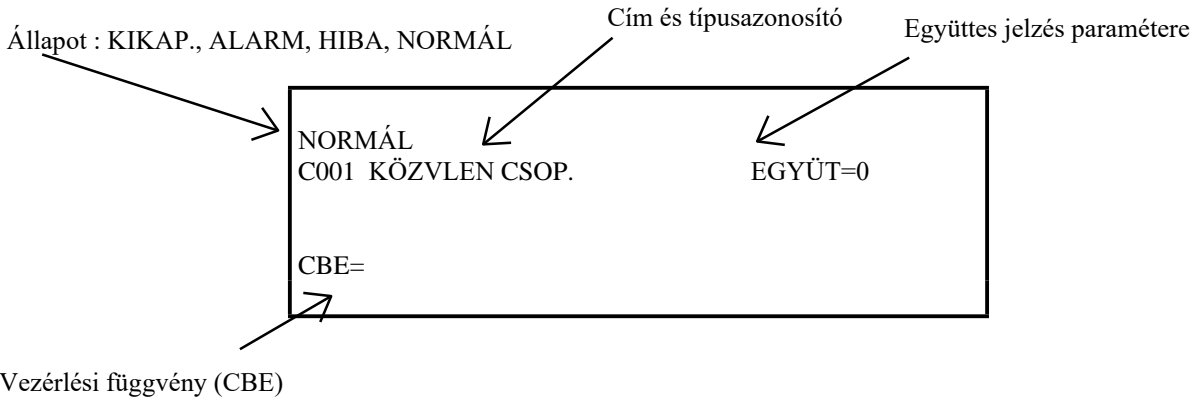 Cím és típusazonosító
Együttes jelzés paramétere
Állapot : KIKAP., ALARM, HIBA, NORMÁL
NORMÁL
C001 KÖZVLEN CSOP. EGYÜT=0
CBE=
Vezérlési függvény (CBE)